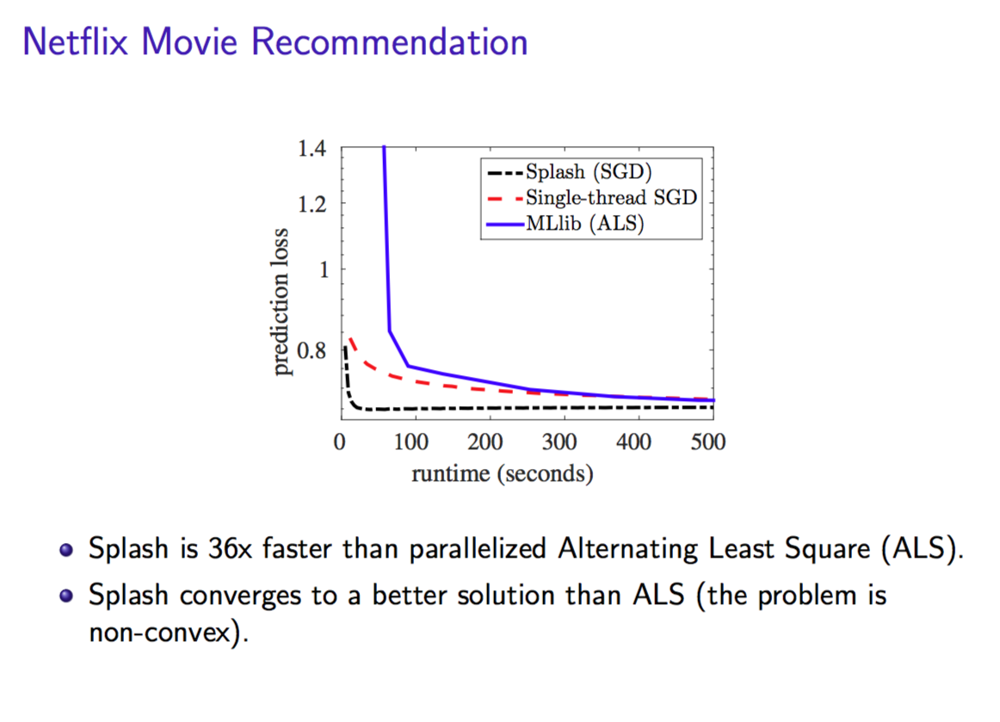 Netflix Movie Recommendation
1.4
1.2
1
0.8
prediction loss
Splash (SGD)
Single-thread SGD
MLlib (ALS)
0 100 200 300 400 500
runtime (seconds)
Splash is 36x faster than parallelized Alternating Least Square (ALS).
Splash converges to a better solution than ALS (the problem is
non-convex).